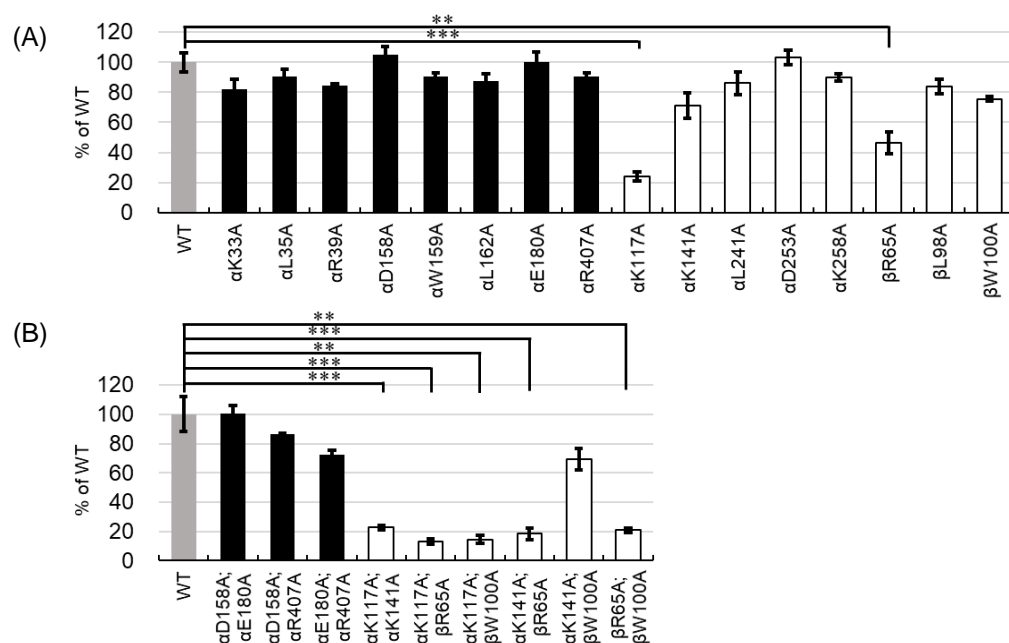 (A)
**
***
120
100
80
60
40
20
0
% of WT
WT
αK33A
αL35A
αR39A
αD158A
αW159A
αL162A
αE180A
αR407A
αK117A
αK141A
αL241A
αD253A
αK258A
βR65A
βL98A
βW100A
(B)
**
***
**
***
***
120
100
80
60
40
20
0
% of WT
WT
αD158A;
αE180A
αD158A;
αR407A
αE180A;
αR407A
αK117A;
αK141A
αK117A;
βR65A
αK117A;
βW100A
αK141A;
βR65A
αK141A;
βW100A
βR65A;
βW100A